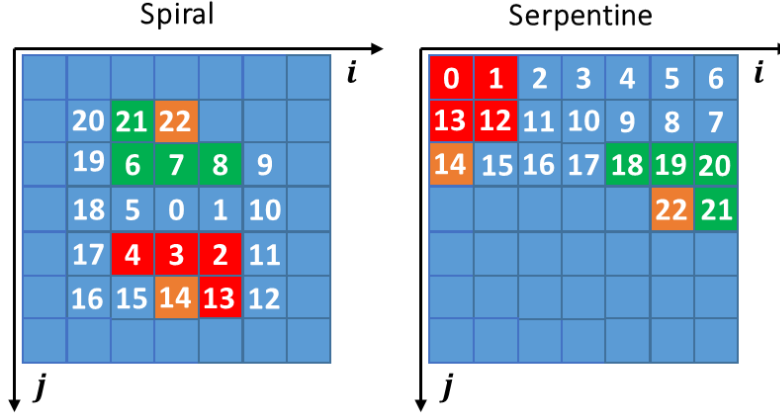 Spiral
i
20 21 22
19 6 7 8 9
18 5 0 1 10
17 4 3 2 11
16 15 14 13 12
j
Serpentine
i
0 1 2 3 4 5 6
13 12 11 10 9 8 7
14 15 16 17 18 19 20
22 21
j